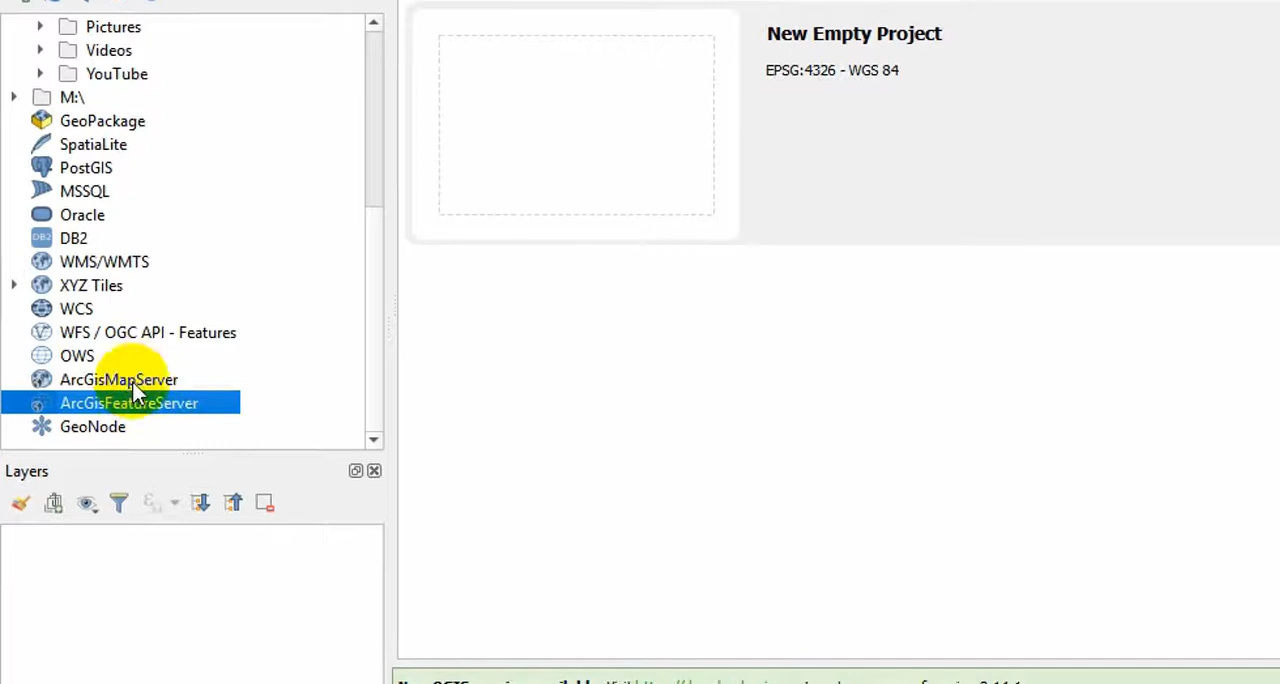 Pictures
Videos
YouTube
M:\
GeoPackage
SpatiaLite
PostGIS
MSSQL
Oracle
DB2
DB2
WMS/WMTS
XYZ Tiles
WCS
WFS / OGC API - Features
OWS
ArcGisMapServer
ArcGisFeatureServer
GeoNode
Layers
New Empty Project
EPSG:4326 - WGS 84